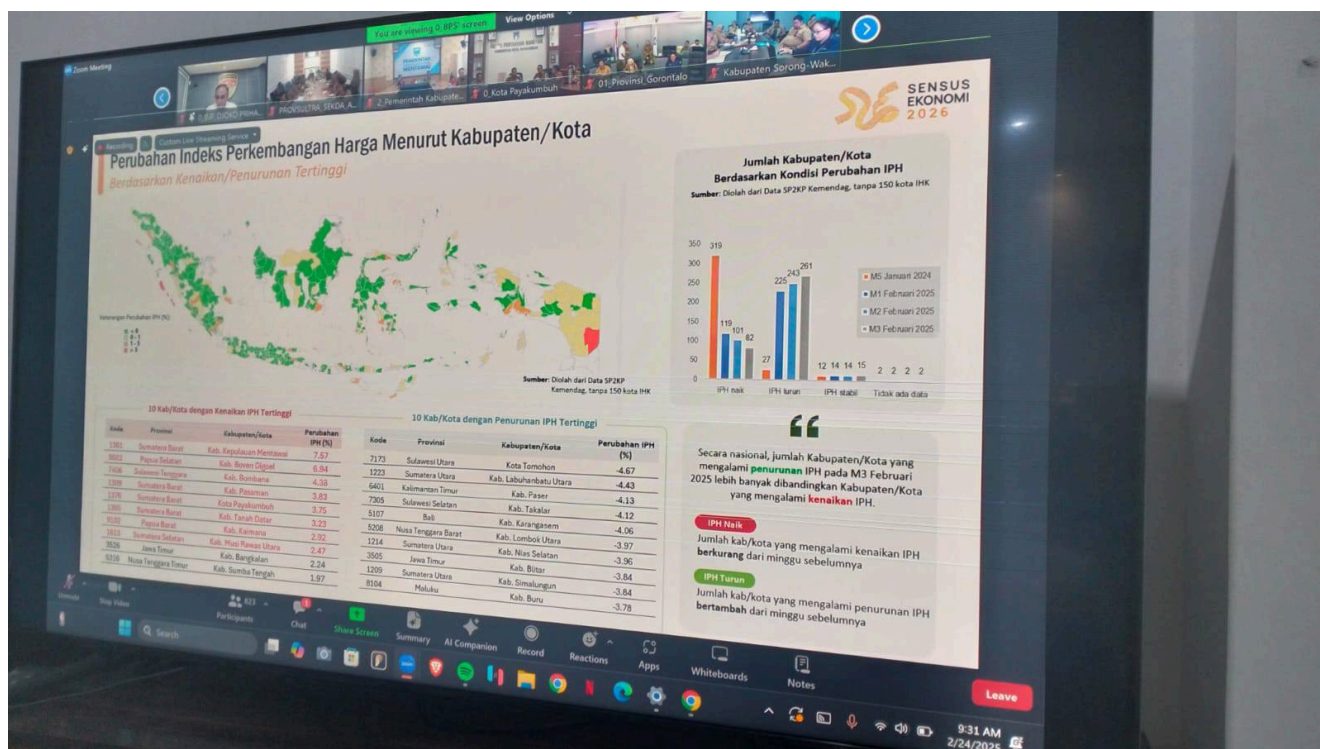 Zoom Meeting
You are viewing 0_BPS' screen
View Options
PROVSULTRA_SEKDA_A...
2_Pemerintah Kabupate...
0_Kota Payakumbuh
01_Provinsi_Gorontalo
Kabupaten Sorong-Wak...
Recording
Custom Live Streaming Service
SENSUS
EKONOMI
2026
Perubahan Indeks Perkembangan Harga Menurut Kabupaten/Kota
Berdasarkan Kenaikan/Penurunan Tertinggi
Keterangan Perubahan IPH (%)
Sumber: Diolah dari Data SP2KP
Kemendag, tanpa 150 kota IHK
Jumlah Kabupaten/Kota
Berdasarkan Kondisi Perubahan IPH
Sumber: Diolah dari Data SP2KP Kemendag, tanpa 150 kota IHK
350
300
250
200
150
100
50
0
319 119 101 82
27 225 243 261
12 14 14 15
2 2 2 2
IPH naik IPH turun IPH stabil Tidak ada data
M5 Januari 2024
M1 Februari 2025
M2 Februari 2025
M3 Februari 2025
10 Kab/Kota dengan Kenaikan IPH Tertinggi
Kode Provinsi Kabupaten/Kota Perubahan IPH (%)
Sumatera Barat Kab. Kepulauan Mentawai 7.57
Papua Selatan Kab. Boven Digoel 6.94
Sulawesi Tenggara Kab. Bombana 4.38
Sumatera Barat Kab. Pasaman 3.83
1376 Sumatera Barat Kota Payakumbuh 3.75
Sumatera Barat Kab. Tanah Datar 3.23
Papua Barat Kab. Kaimana 2.92
Sumatera Selatan Kab. Musi Rawas Utara 2.47
3526 Jawa Timur Kab. Bangkalan 2.24
Nusa Tenggara Timur Kab. Sumba Tengah 1.97
10 Kab/Kota dengan Penurunan IPH Tertinggi
Kode Provinsi Kabupaten/Kota Perubahan IPH (%)
7173 Sulawesi Utara Kota Tomohon -4.67
1223 Sumatera Utara Kab. Labuhanbatu Utara -4.43
6401 Kalimantan Timur Kab. Paser -4.13
7305 Sulawesi Selatan Kab. Takalar -4.12
5107 Bali Kab. Karangasem -4.06
5208 Nusa Tenggara Barat Kab. Lombok Utara -3.97
1214 Sumatera Utara Kab. Nias Selatan -3.96
3505 Jawa Timur Kab. Blitar -3.84
1209 Sumatera Utara Kab. Simalungun -3.84
8104 Maluku Kab. Buru -3.78
Secara nasional, jumlah Kabupaten/Kota yang
mengalami penurunan IPH pada M3 Februari
2025 lebih banyak dibandingkan Kabupaten/Kota
yang mengalami kenaikan IPH.
IPH Naik
Jumlah kab/kota yang mengalami kenaikan IPH
berkurang dari minggu sebelumnya
IPH Turun
Jumlah kab/kota yang mengalami penurunan IPH
bertambah dari minggu sebelumnya
Unmute
Stop Video
Participants
823
Chat
Share Screen
Summary
AI Companion
Record
Reactions
Apps
Whiteboards
Notes
Leave
Search
9:31 AM
2/24/2025